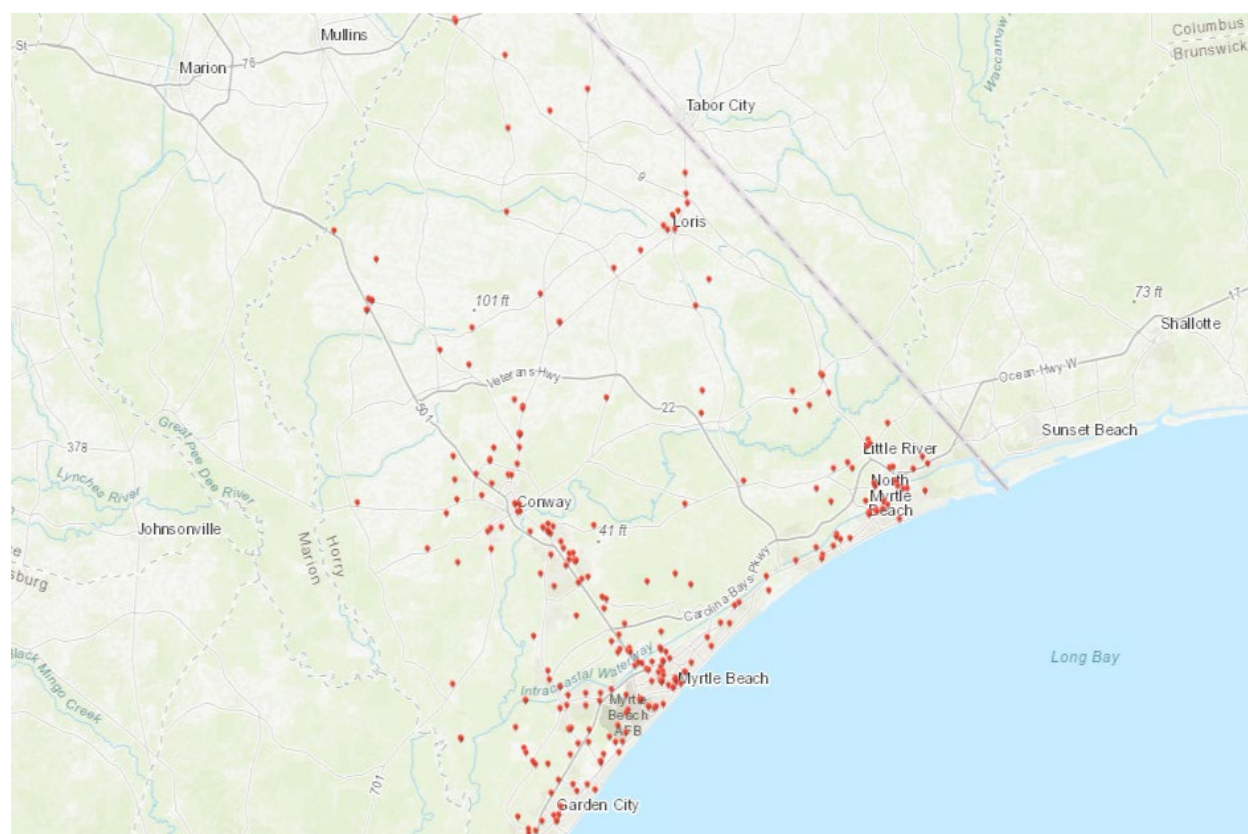 St
Mullins
Marion
76
Columbus
Brunswick
Waccamaw
Tabor City
9
Loris
101 ft
73 ft
17
Shallotte
Veterans-Hwy
Ocean-Hwy-W
501
22
Sunset Beach
378
Great Pee Dee River
Little River
Lynches River
North
Myrtle
Beach
Conway
Johnsonville
41 ft
Horry
Marion
sburg
Carolina-Bays-Pkwy
Black Mingo Creek
Intracoastal Waterway
Long Bay
Myrtle Beach
Myrtle
Beach
AFB
701
Garden City